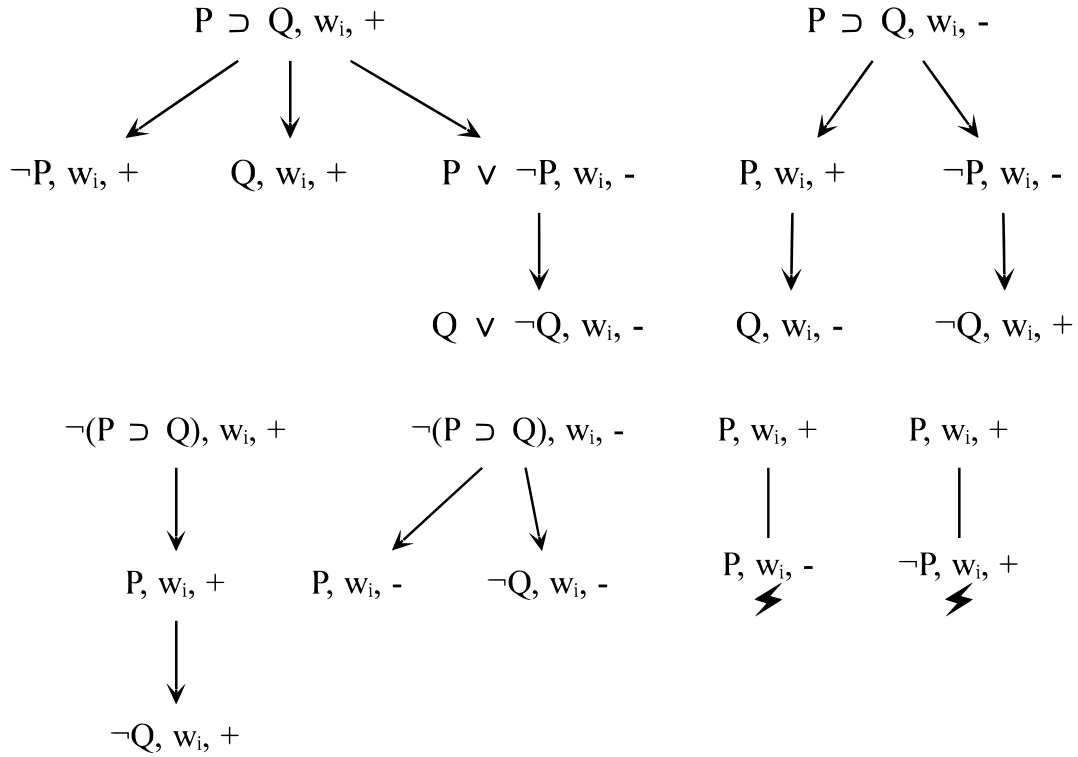 P ⊃ Q, wᵢ, + P ⊃ Q, wᵢ, -
¬P, wᵢ, + Q, wᵢ, + P ∨ ¬P, wᵢ, - P, wᵢ, + ¬P, wᵢ, -
Q ∨ ¬Q, wᵢ, - Q, wᵢ, - ¬Q, wᵢ, +
¬(P ⊃ Q), wᵢ, + ¬(P ⊃ Q), wᵢ, - P, wᵢ, + P, wᵢ, +
P, wᵢ, + P, wᵢ, - ¬Q, wᵢ, - P, wᵢ, - ¬P, wᵢ, +
¬Q, wᵢ, +